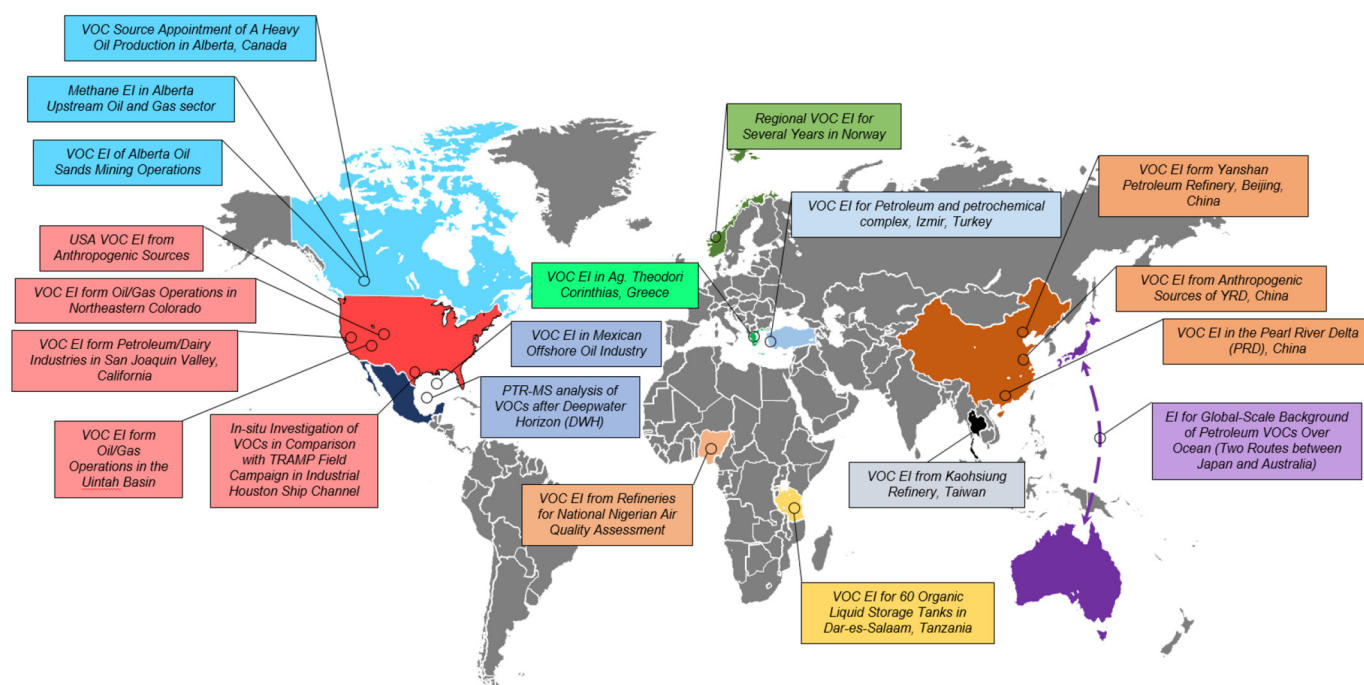 VOC Source Appointment of A Heavy
Oil Production in Alberta, Canada
Methane EI in Alberta
Upstream Oil and Gas sector
VOC EI of Alberta Oil
Sands Mining Operations
USA VOC EI from
Anthropogenic Sources
VOC EI form Oil/Gas Operations in
Northeastern Colorado
VOC EI form Petroleum/Dairy
Industries in San Joaquin Valley,
California
VOC EI form
Oil/Gas
Operations in the
Uintah Basin
In-situ Investigation of
VOCs in Comparison
with TRAMP Field
Campaign in Industrial
Houston Ship Channel
VOC EI in Mexican
Offshore Oil Industry
PTR-MS analysis of
VOCs after Deepwater
Horizon (DWH)
Regional VOC EI for
Several Years in Norway
VOC EI for Petroleum and petrochemical
complex, Izmir, Turkey
VOC EI in Ag. Theodori
Corinthias, Greece
VOC EI from Refineries
for National Nigerian Air
Quality Assessment
VOC EI for 60 Organic
Liquid Storage Tanks in
Dar-es-Salaam, Tanzania
VOC EI form Yanshan
Petroleum Refinery, Beijing,
China
VOC EI from Anthropogenic
Sources of YRD, China
VOC EI in the Pearl River Delta
(PRD), China
VOC EI from Kaohsiung
Refinery, Taiwan
EI for Global-Scale Background
of Petroleum VOCs Over
Ocean (Two Routes between
Japan and Australia)